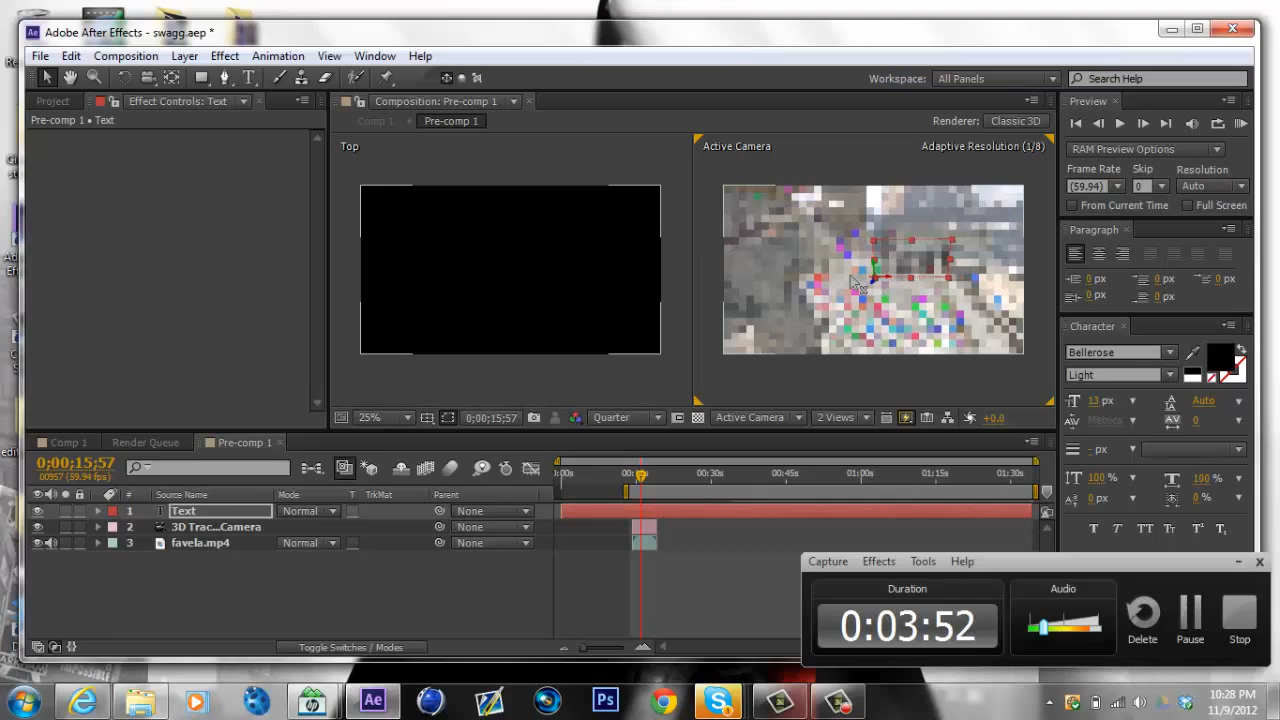 Adobe After Effects - swagg.aep *
File Edit Composition Layer Effect Animation View Window Help
Workspace: All Panels Search Help
Project Effect Controls: Text Composition: Pre-comp 1 Preview
Pre-comp 1 • Text Comp 1 Pre-comp 1 Renderer: Classic 3D
Top Active Camera Adaptive Resolution (1/8)
RAM Preview Options
Frame Rate Skip Resolution
(59.94) 0 Auto
From Current Time Full Screen
Paragraph
0 px 0 px 0 px
0 px 0 px
Character
Bellerose
Light
13 px Auto
Metrics 0
- px
100 % 100 %
0 px 0 %
T T TT Tt T¹ T₁
25% 0;00;15;57 Quarter Active Camera 2 Views +0.0
Comp 1 Render Queue Pre-comp 1
0;00;15;57
00957 (59.94 fps)
00s 00:30s 00:45s 01:00s 01:15s 01:30s
# Source Name Mode T TrkMat Parent
1 T Text Normal None
2 3D Trac...Camera None
3 favela.mp4 Normal None
Toggle Switches / Modes
Capture Effects Tools Help
Duration Audio
0:03:52
Delete Pause Stop
10:28 PM
11/9/2012